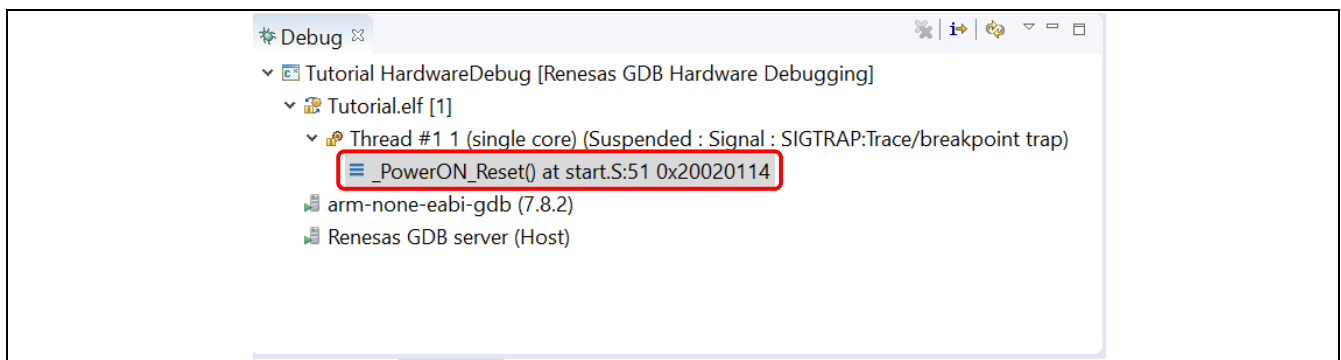 Debug
Tutorial HardwareDebug [Renesas GDB Hardware Debugging]
Tutorial.elf [1]
Thread #1 1 (single core) (Suspended : Signal : SIGTRAP:Trace/breakpoint trap)
_PowerON_Reset() at start.S:51 0x20020114
arm-none-eabi-gdb (7.8.2)
Renesas GDB server (Host)